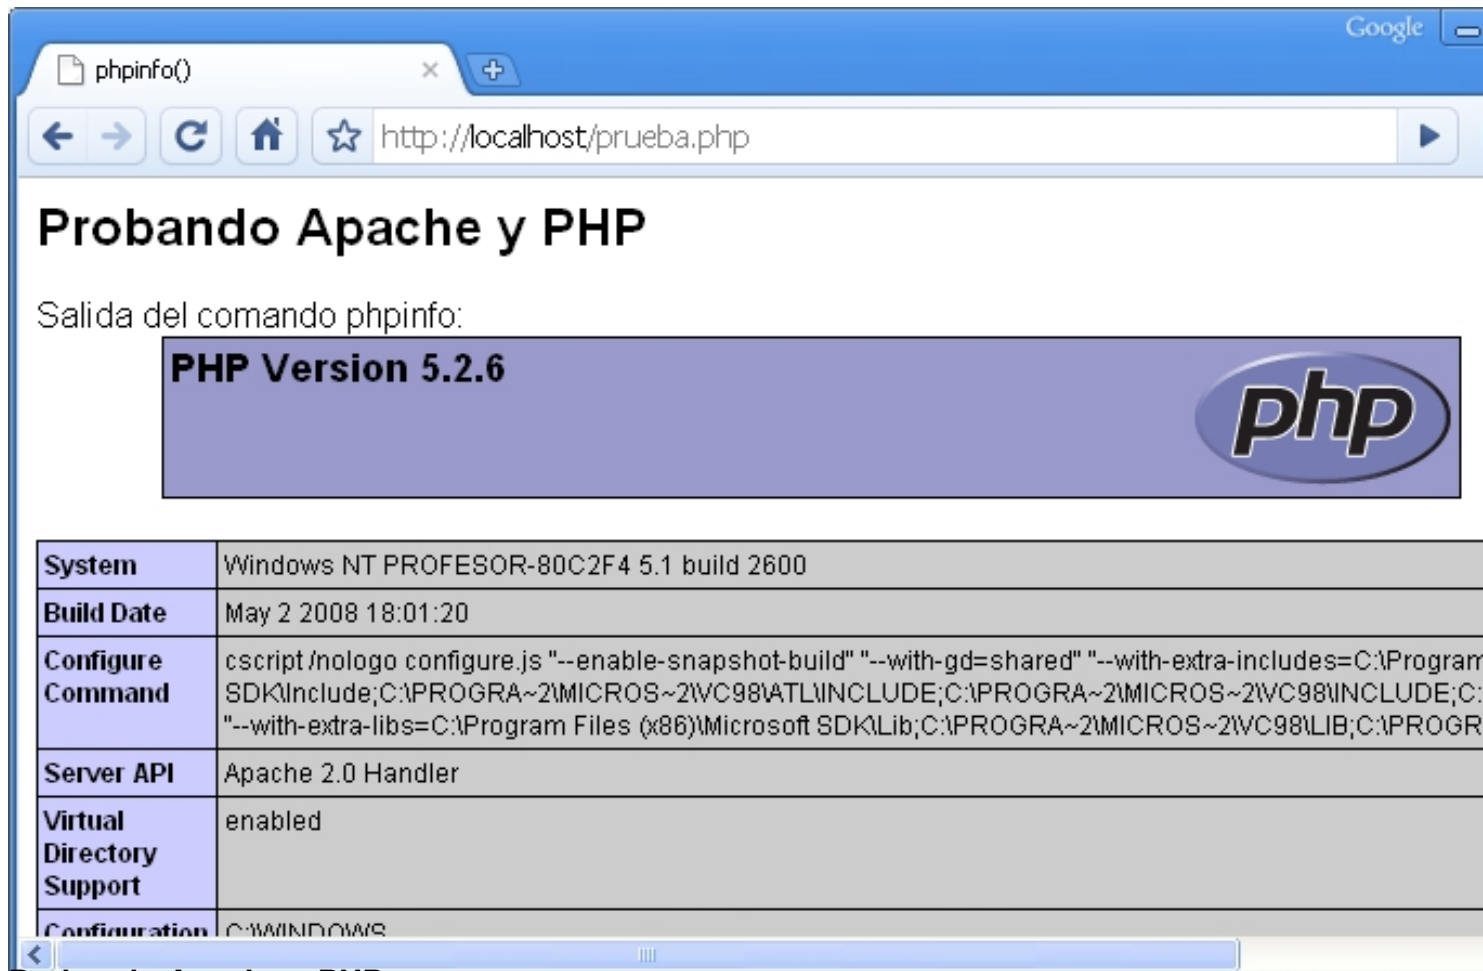 Google
phpinfo()
http://localhost/prueba.php
Probando Apache y PHP
Salida del comando phpinfo:
PHP Version 5.2.6
php
System Windows NT PROFESOR-80C2F4 5.1 build 2600
Build Date May 2 2008 18:01:20
Configure Command cscript /nologo configure.js "--enable-snapshot-build" "--with-gd=shared" "--with-extra-includes=C:\Program
SDK\Include;C:\PROGRA~2\MICROS~2\VC98\ATL\INCLUDE;C:\PROGRA~2\MICROS~2\VC98\INCLUDE;C:
"--with-extra-libs=C:\Program Files (x86)\Microsoft SDK\Lib;C:\PROGRA~2\MICROS~2\VC98\LIB;C:\PROGR
Server API Apache 2.0 Handler
Virtual Directory Support enabled
Configuration C:\WINDOWS